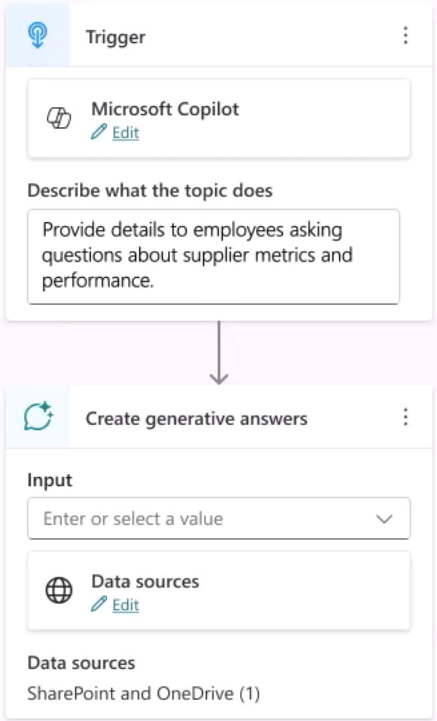 Trigger
Microsoft Copilot
Edit
Describe what the topic does
Provide details to employees asking
questions about supplier metrics and
performance.
Create generative answers
Input
Enter or select a value
Data sources
Edit
Data sources
SharePoint and OneDrive (1)